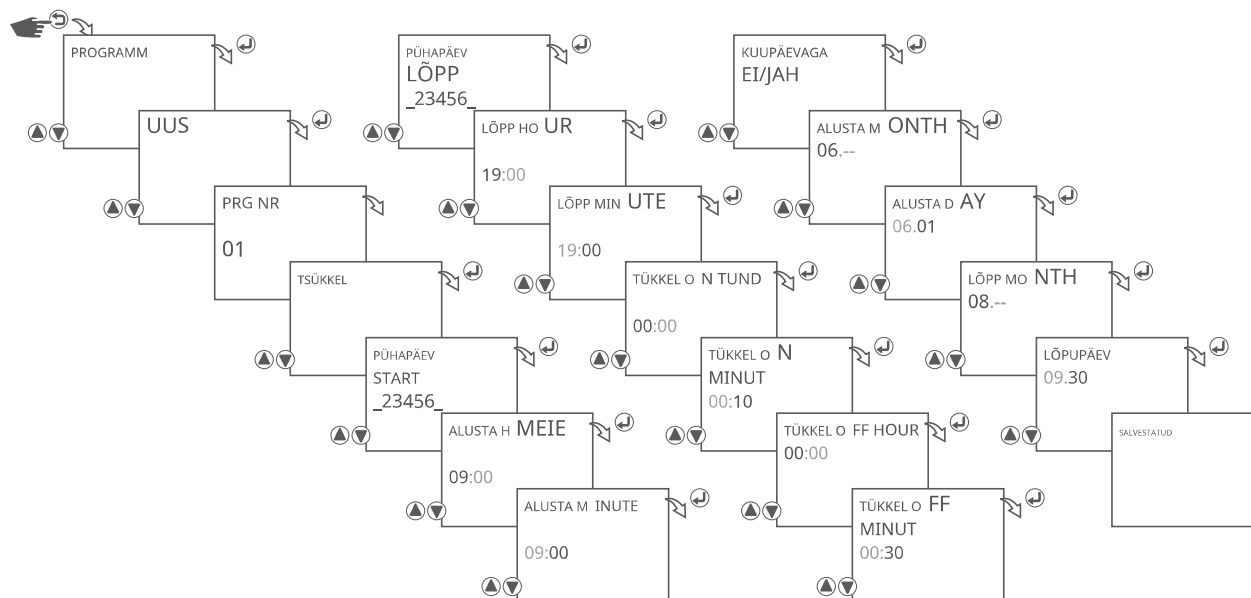 PROGRAMM
UUS
PRG NR
01
TSÜKKEL
PÜHAPÄEV
START
_23456_
ALUSTA H MEIE
09:00
ALUSTA M INUTE
09:00
PÜHAPÄEV
LÕPP
_23456_
LÕPP HO UR
19:00
LÕPP MIN UTE
19:00
TÜKKEL O N TUND
00:00
TÜKKEL O N
MINUT
00:10
TÜKKEL O FF HOUR
00:00
TÜKKEL O FF
MINUT
00:30
KUUPÄEVAGA
EI/JAH
ALUSTA M ONTH
06.--
ALUSTA D AY
06.01
LÕPP MO NTH
08.--
LÕPUPÄEV
09.30
SALVESTATUD